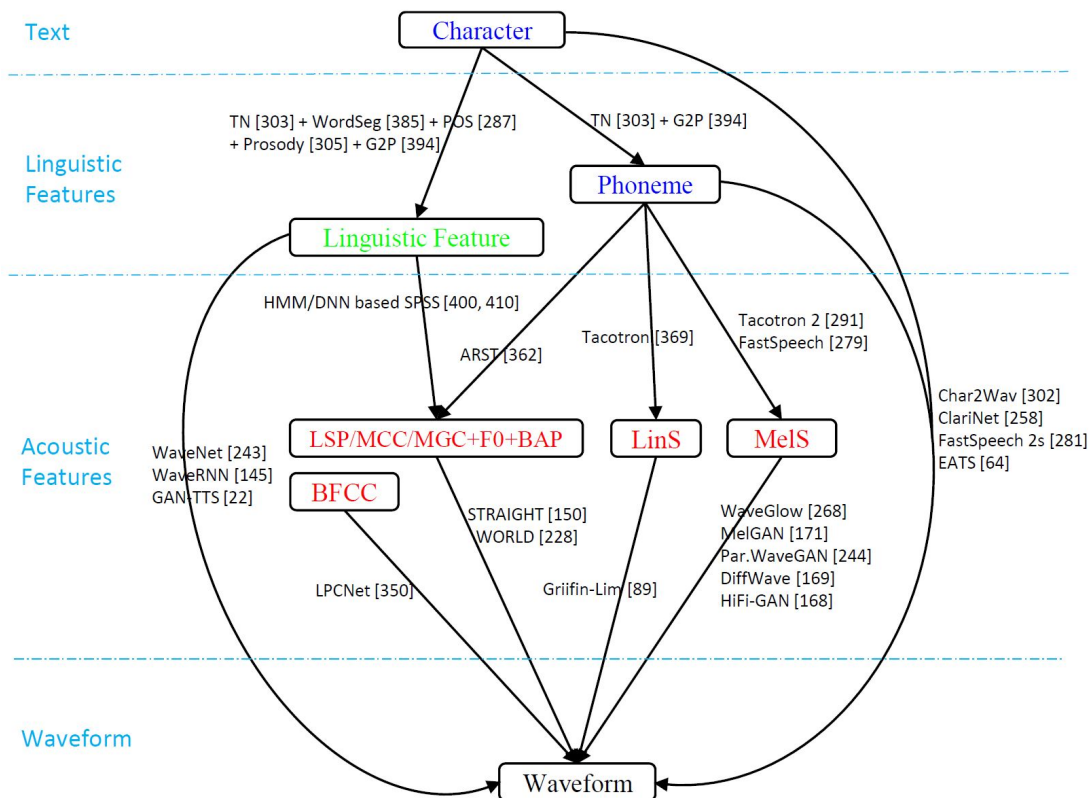 Text
Character
TN [303] + WordSeg [385] + POS [287]
+ Prosody [305] + G2P [394]
TN [303] + G2P [394]
Linguistic
Features
Phoneme
Linguistic Feature
HMM/DNN based SPSS [400, 410]
ARST [362]
Tacotron [369]
Tacotron 2 [291]
FastSpeech [279]
Char2Wav [302]
ClariNet [258]
FastSpeech 2s [281]
EATS [64]
Acoustic
Features
LSP/MCC/MGC+F0+BAP
LinS
MelS
WaveNet [243]
WaveRNN [145]
GAN-TTS [22]
BFCC
STRAIGHT [150]
WORLD [228]
WaveGlow [268]
MelGAN [171]
Par.WaveGAN [244]
DiffWave [169]
HiFi-GAN [168]
LPCNet [350]
Griifin-Lim [89]
Waveform
Waveform